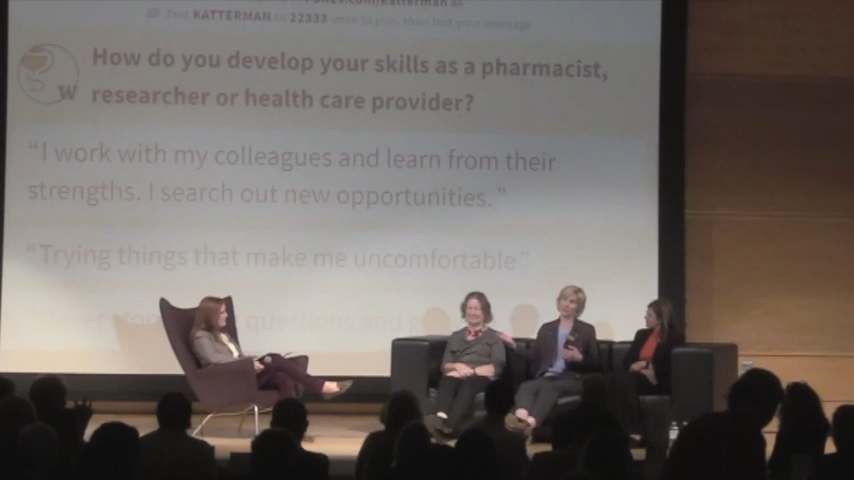 Text KATTERMAN to 22333 once to join, then text your message
W
How do you develop your skills as a pharmacist,
researcher or health care provider?
“I work with my colleagues and learn from their
strengths. I search out new opportunities.”
“Trying things that make me uncomfortable”
questions and